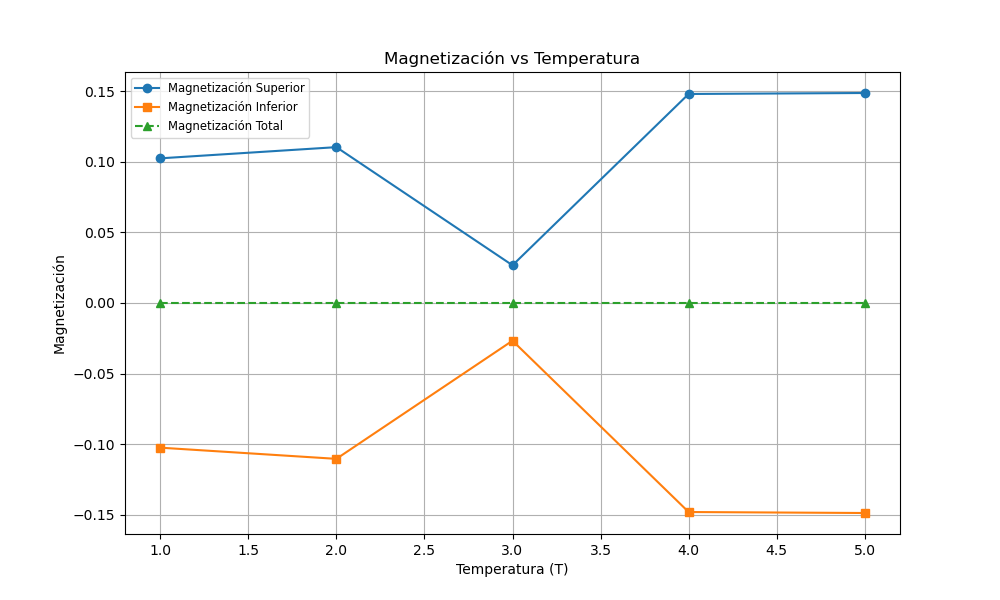 Magnetización vs Temperatura
Magnetización Superior
Magnetización Inferior
Magnetización Total
Magnetización
0.15
0.10
0.05
0.00
−0.05
−0.10
−0.15
1.0 1.5 2.0 2.5 3.0 3.5 4.0 4.5 5.0
Temperatura (T)